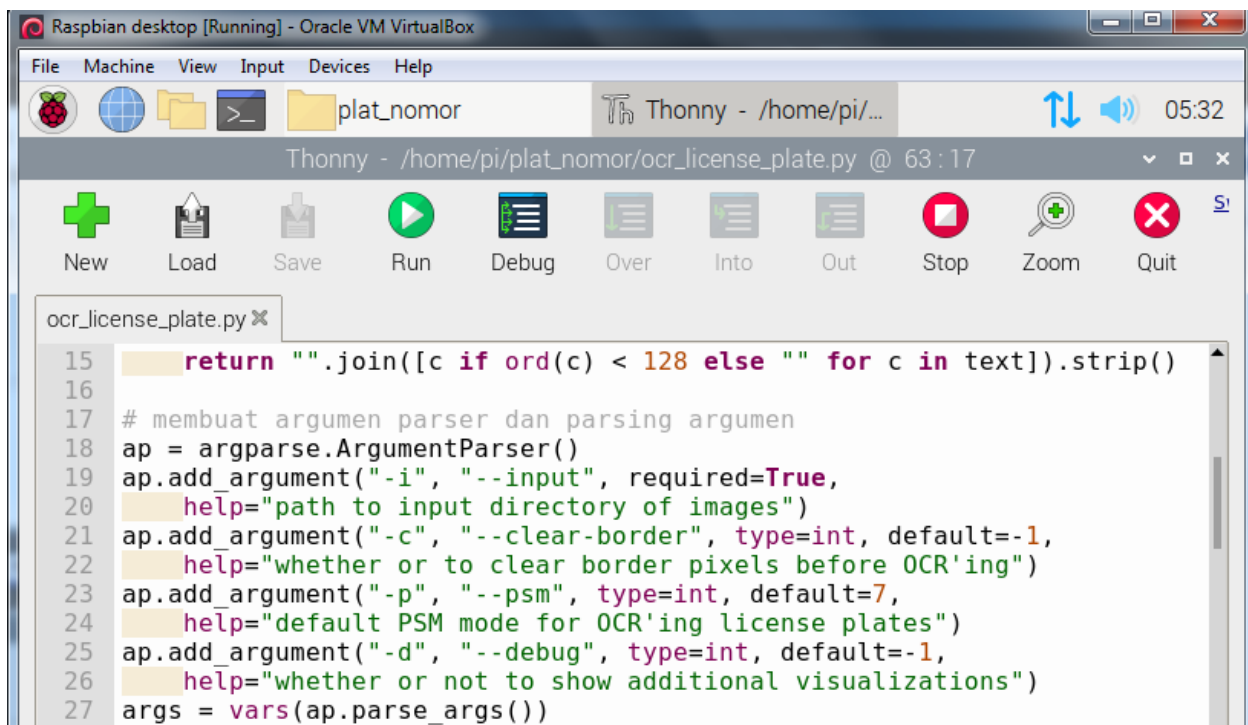 Raspbian desktop [Running] - Oracle VM VirtualBox
File Machine View Input Devices Help
plat_nomor Thonny - /home/pi/... 05:32
Thonny - /home/pi/plat_nomor/ocr_license_plate.py @ 63:17
New Load Save Run Debug Over Into Out Stop Zoom Quit
ocr_license_plate.py
15     return "".join([c if ord(c) < 128 else "" for c in text]).strip()
16
17 # membuat argumen parser dan parsing argumen
18 ap = argparse.ArgumentParser()
19 ap.add_argument("-i", "--input", required=True,
20     help="path to input directory of images")
21 ap.add_argument("-c", "--clear-border", type=int, default=-1,
22     help="whether or to clear border pixels before OCR'ing")
23 ap.add_argument("-p", "--psm", type=int, default=7,
24     help="default PSM mode for OCR'ing license plates")
25 ap.add_argument("-d", "--debug", type=int, default=-1,
26     help="whether or not to show additional visualizations")
27 args = vars(ap.parse_args())